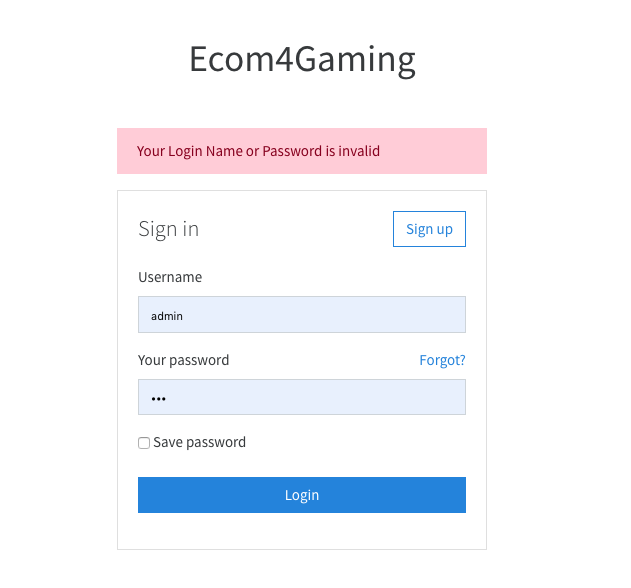 Ecom4Gaming
Your Login Name or Password is invalid
Sign in
Sign up
Username
admin
Your password
Forgot?
•••
Save password
Login